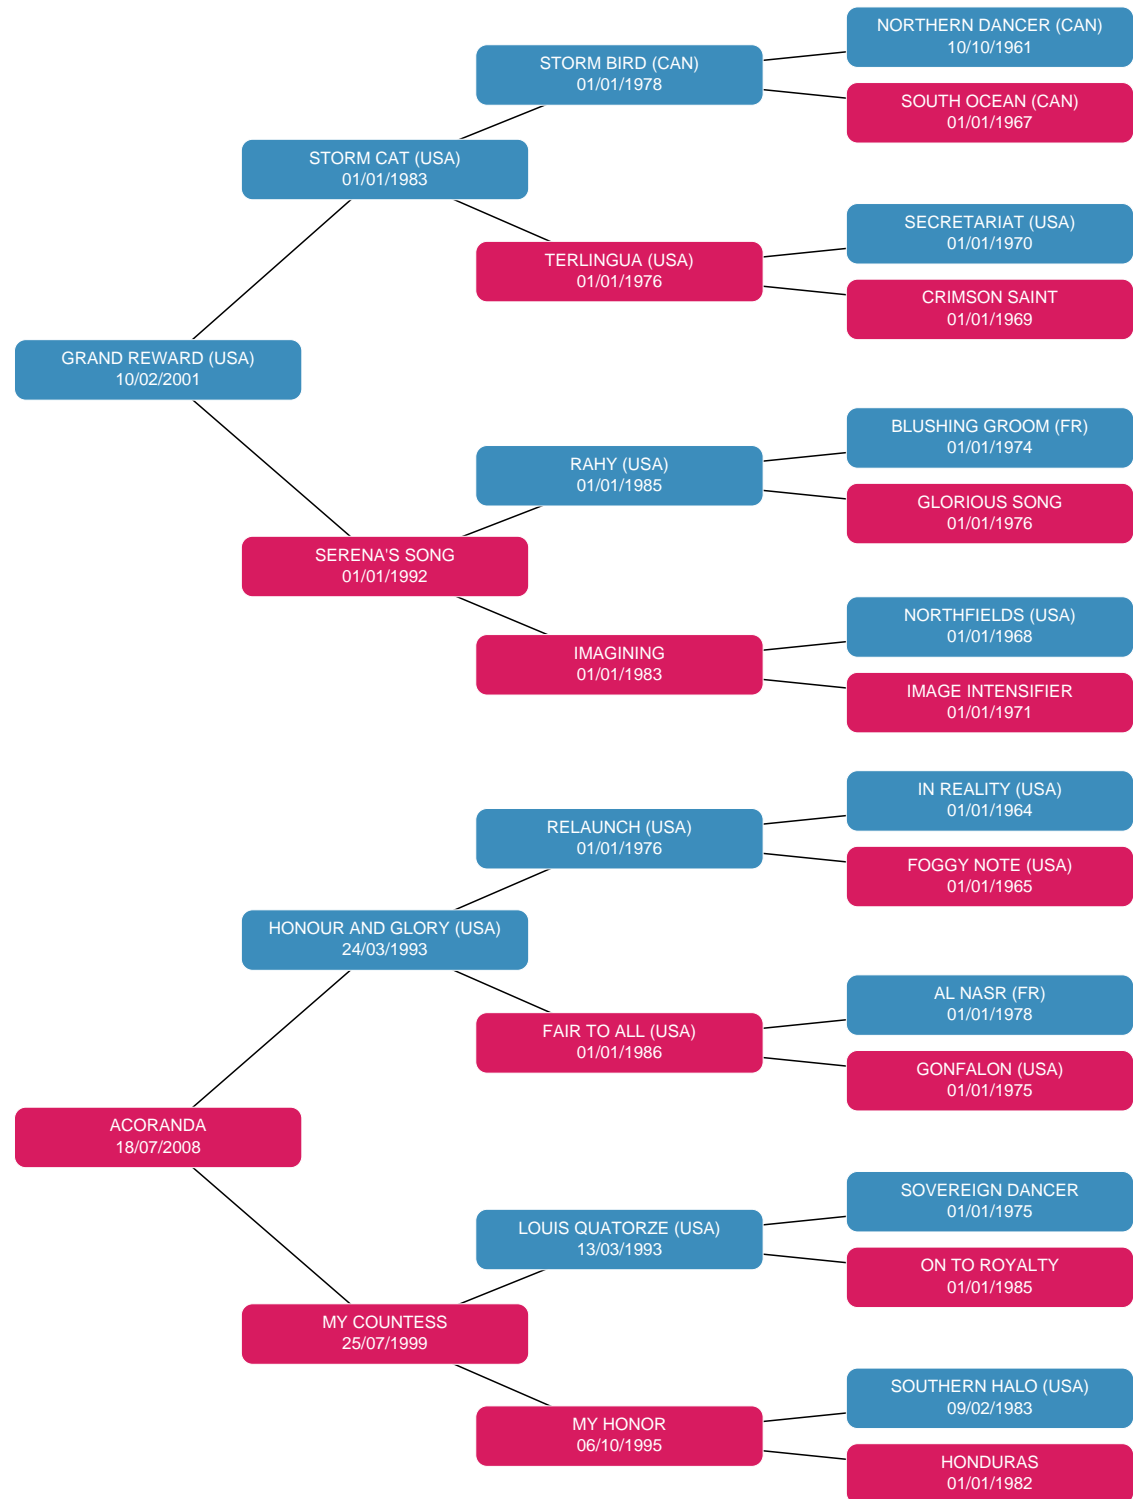 NORTHERN DANCER (CAN)
10/10/1961
STORM BIRD (CAN)
01/01/1978
SOUTH OCEAN (CAN)
01/01/1967
STORM CAT (USA)
01/01/1983
SECRETARIAT (USA)
01/01/1970
TERLINGUA (USA)
01/01/1976
CRIMSON SAINT
01/01/1969
GRAND REWARD (USA)
10/02/2001
BLUSHING GROOM (FR)
01/01/1974
RAHY (USA)
01/01/1985
GLORIOUS SONG
01/01/1976
SERENA'S SONG
01/01/1992
NORTHFIELDS (USA)
01/01/1968
IMAGINING
01/01/1983
IMAGE INTENSIFIER
01/01/1971
IN REALITY (USA)
01/01/1964
RELAUNCH (USA)
01/01/1976
FOGGY NOTE (USA)
01/01/1965
HONOUR AND GLORY (USA)
24/03/1993
AL NASR (FR)
01/01/1978
FAIR TO ALL (USA)
01/01/1986
GONFALON (USA)
01/01/1975
ACORANDA
18/07/2008
SOVEREIGN DANCER
01/01/1975
LOUIS QUATORZE (USA)
13/03/1993
ON TO ROYALTY
01/01/1985
MY COUNTESS
25/07/1999
SOUTHERN HALO (USA)
09/02/1983
MY HONOR
06/10/1995
HONDURAS
01/01/1982